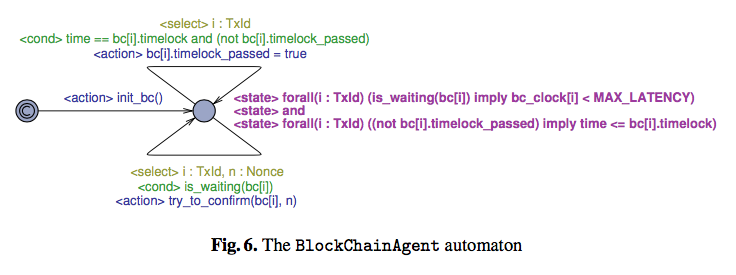 <select> i : TxId
<cond> time == bc[i].timelock and (not bc[i].timelock_passed)
<action> bc[i].timelock_passed = true
C
<action> init_bc()
<state> forall(i : TxId) (is_waiting(bc[i]) imply bc_clock[i] < MAX_LATENCY)
<state> and
<state> forall(i : TxId) ((not bc[i].timelock_passed) imply time <= bc[i].timelock)
<select> i : TxId, n : Nonce
<cond> is_waiting(bc[i])
<action> try_to_confirm(bc[i], n)
Fig. 6. The BlockChainAgent automaton